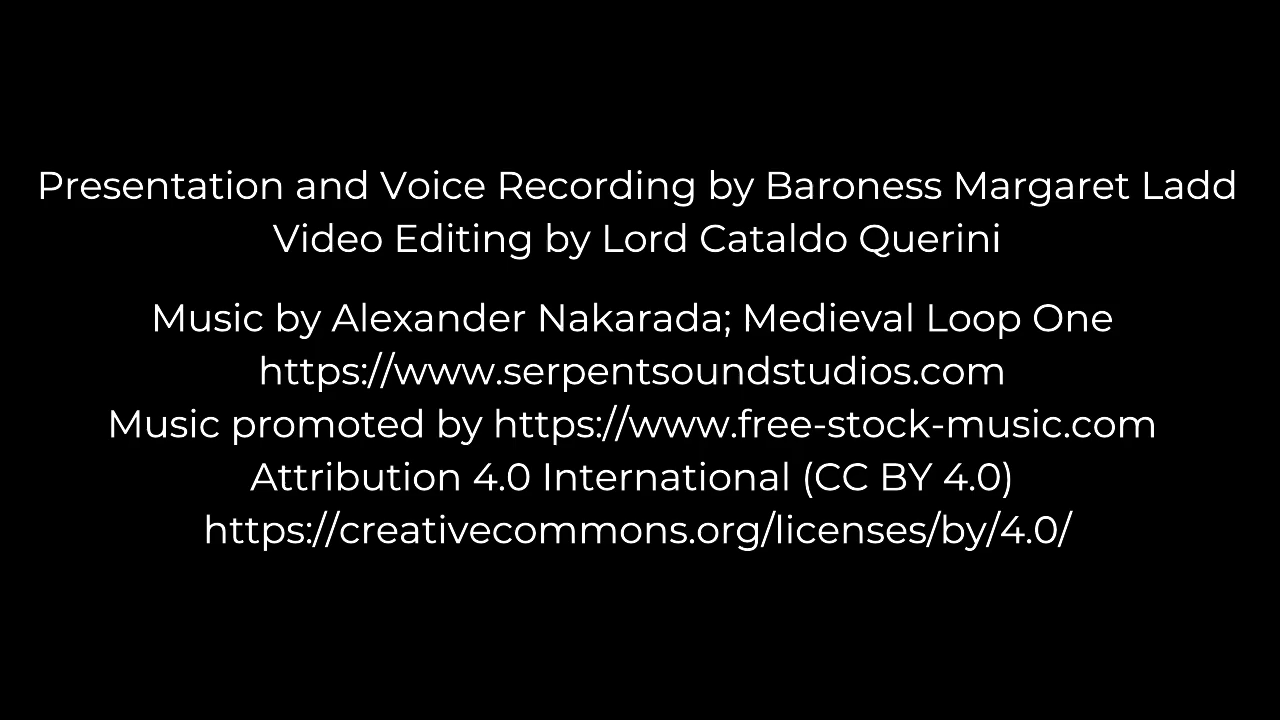 Presentation and Voice Recording by Baroness Margaret Ladd
Video Editing by Lord Cataldo Querini
Music by Alexander Nakarada; Medieval Loop One
https://www.serpentsoundstudios.com
Music promoted by https://www.free-stock-music.com
Attribution 4.0 International (CC BY 4.0)
https://creativecommons.org/licenses/by/4.0/